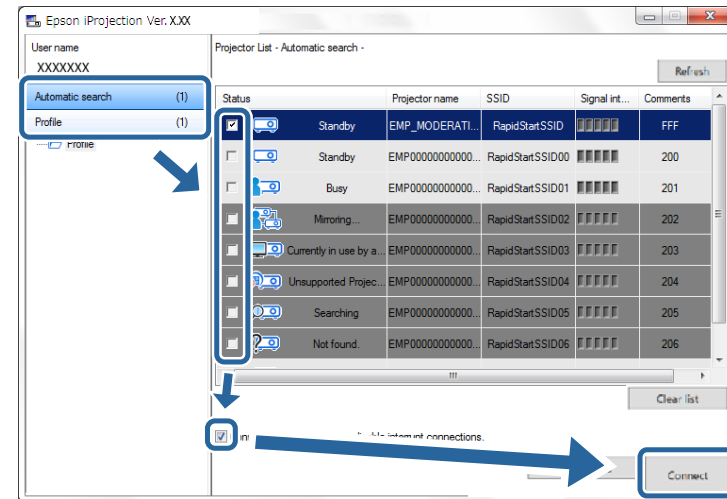 Epson iProjection Ver. X.XX
User name
XXXXXXX
Projector List - Automatic search -
Refresh
Automatic search (1)
Profile (1)
Profile
Status Projector name SSID Signal int... Comments
Standby EMP_MODERATI... RapidStartSSID FFF
Standby EMP00000000000... RapidStartSSID00 200
Busy EMP00000000000... RapidStartSSID01 201
Mirroring... EMP00000000000... RapidStartSSID02 202
Currently in use by a... EMP00000000000... RapidStartSSID03 203
Unsupported Projec... EMP00000000000... RapidStartSSID04 204
Searching EMP00000000000... RapidStartSSID05 205
Not found. EMP00000000000... RapidStartSSID06 206
Clear list
interrupt connections.
Connect